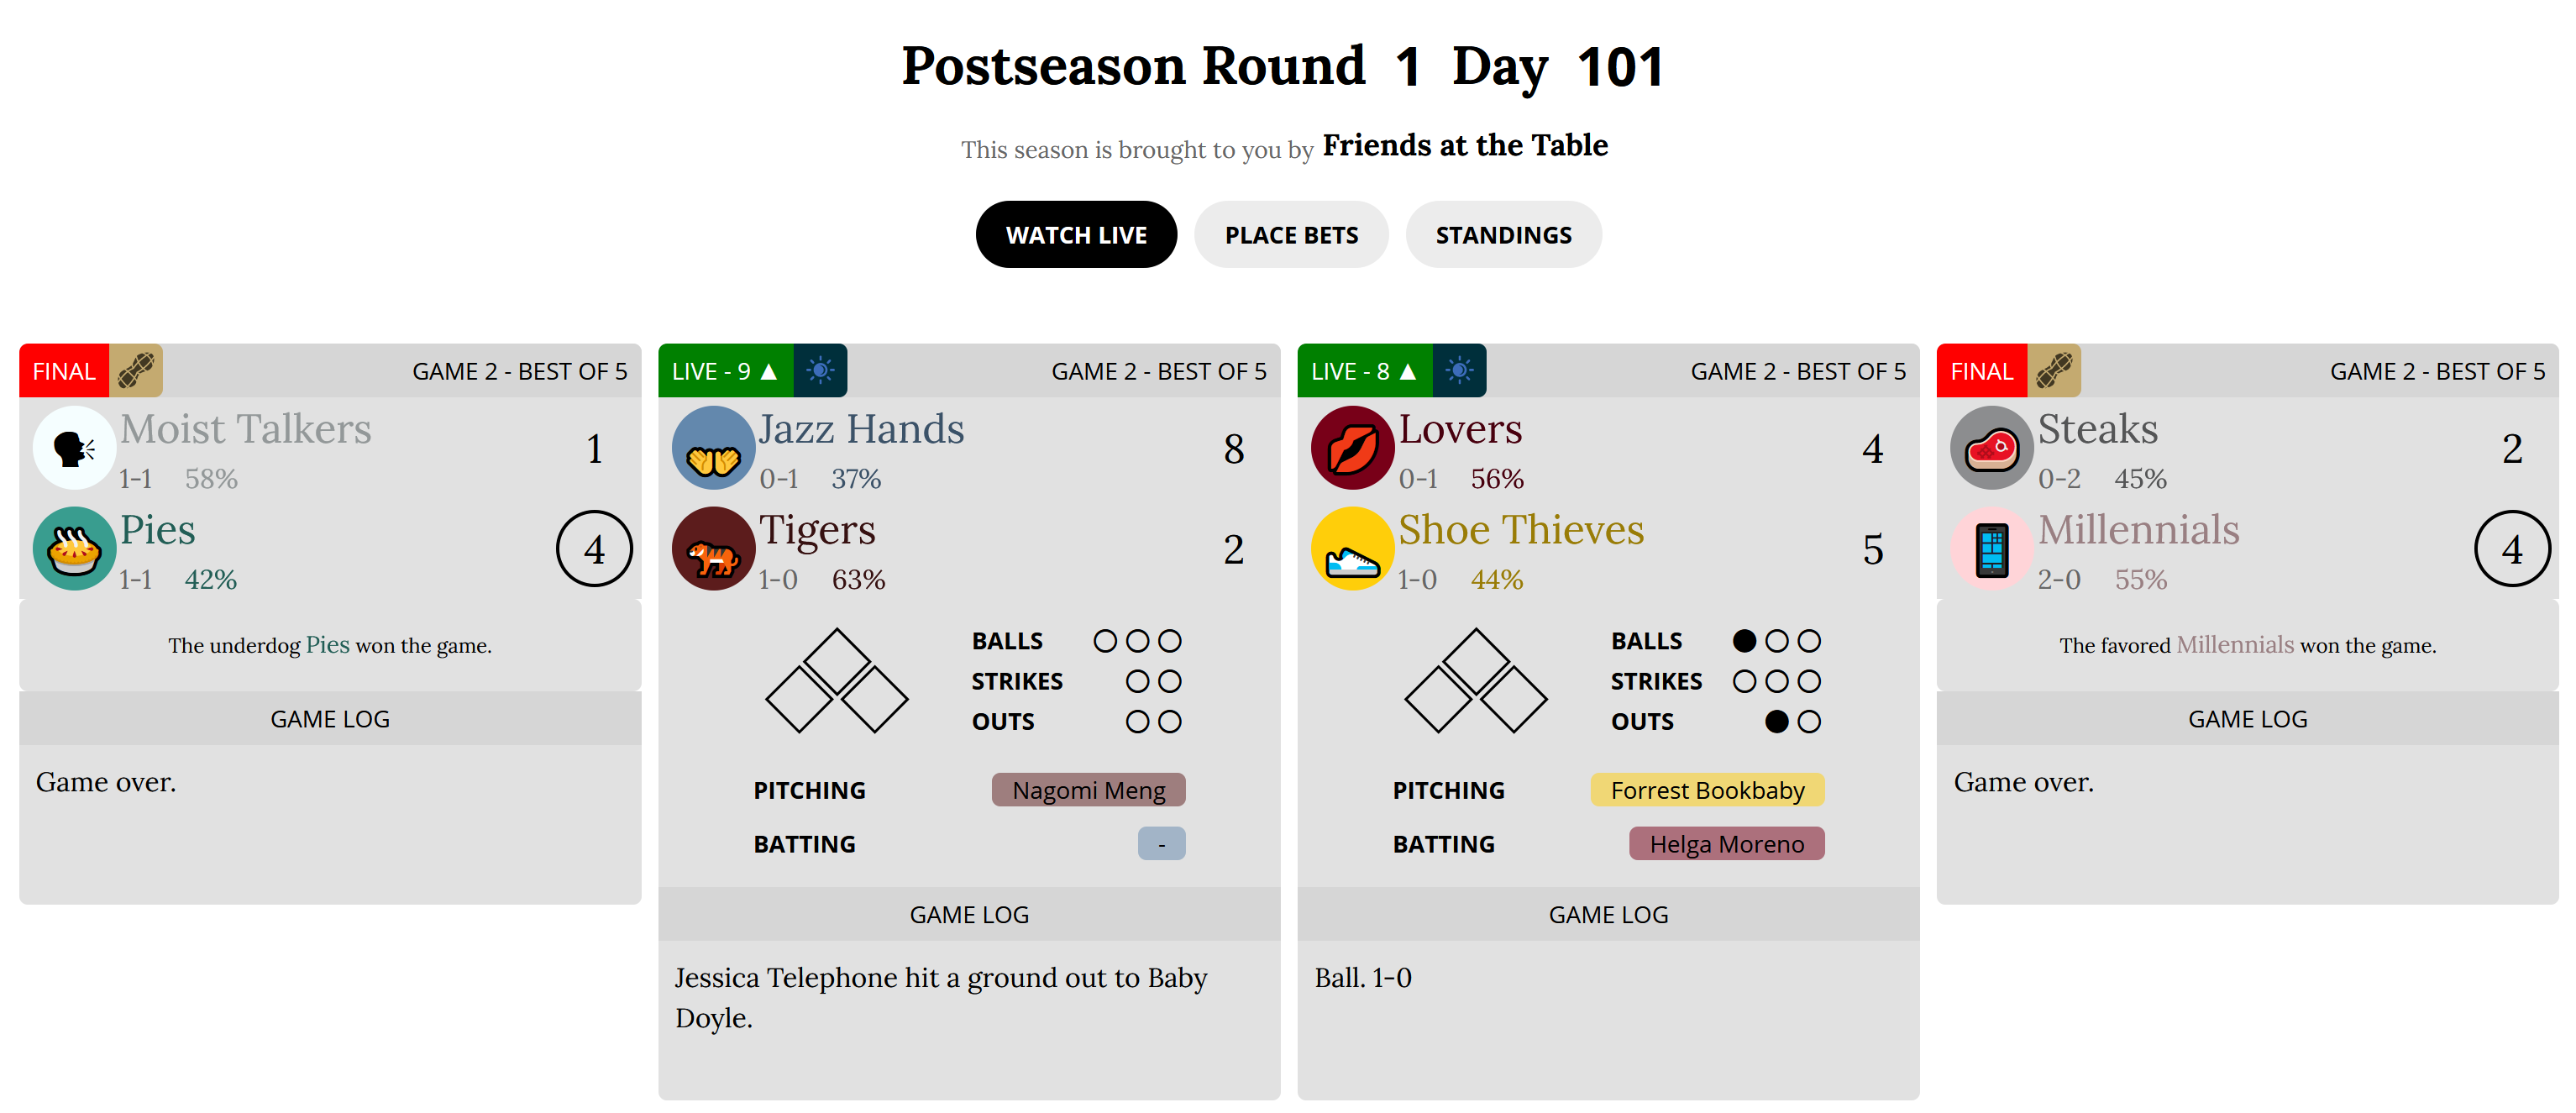 Postseason Round 1 Day 101
This season is brought to you by Friends at the Table
WATCH LIVE
PLACE BETS
STANDINGS
FINAL
GAME 2 - BEST OF 5
Moist Talkers
1-1 58%
1
Pies
1-1 42%
4
The underdog Pies won the game.
GAME LOG
Game over.
LIVE - 9 ▲
GAME 2 - BEST OF 5
Jazz Hands
0-1 37%
8
Tigers
1-0 63%
2
BALLS
STRIKES
OUTS
PITCHING Nagomi Meng
BATTING -
GAME LOG
Jessica Telephone hit a ground out to Baby
Doyle.
LIVE - 8 ▲
GAME 2 - BEST OF 5
Lovers
0-1 56%
4
Shoe Thieves
1-0 44%
5
BALLS
STRIKES
OUTS
PITCHING Forrest Bookbaby
BATTING Helga Moreno
GAME LOG
Ball. 1-0
FINAL
GAME 2 - BEST OF 5
Steaks
0-2 45%
2
Millennials
2-0 55%
4
The favored Millennials won the game.
GAME LOG
Game over.